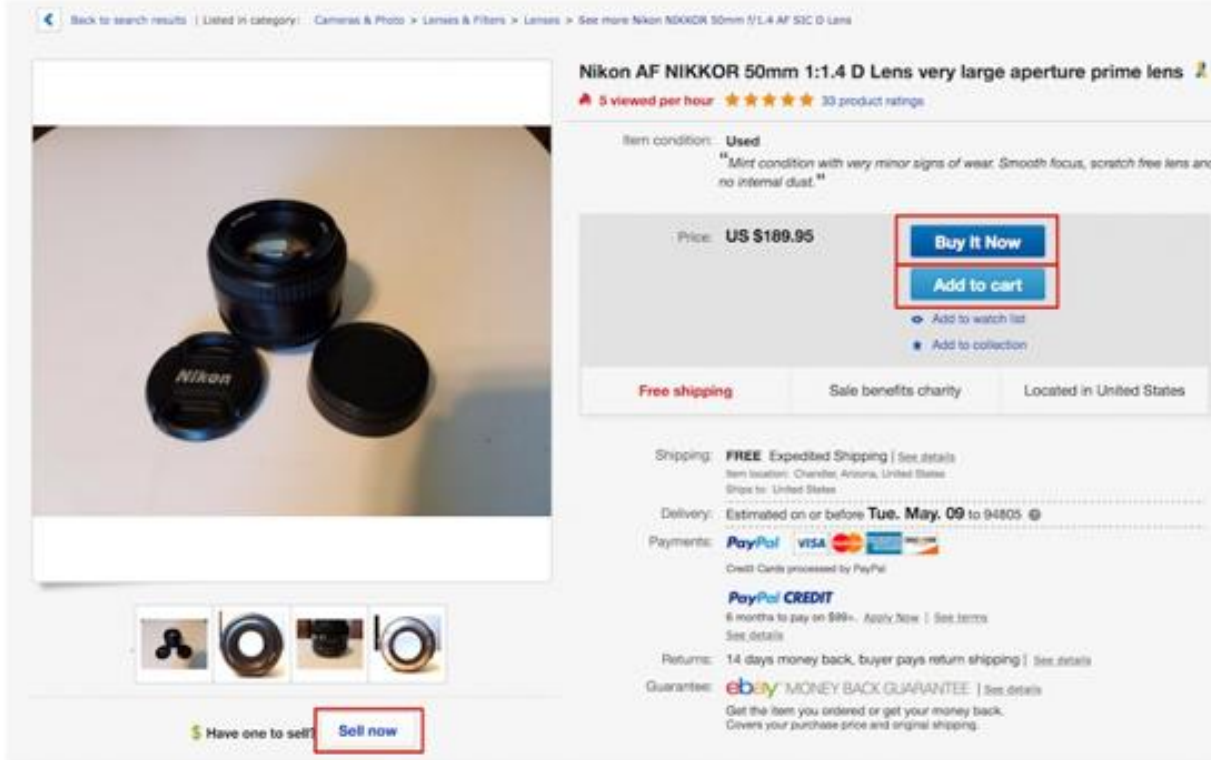 Back to search results | Listed in category: Cameras & Photo > Lenses & Filters > Lenses > See more Nikon NIKKOR 50mm f/1.4 AF SIC D Lens
Nikon AF NIKKOR 50mm 1:1.4 D Lens very large aperture prime lens
5 viewed per hour 33 product ratings
Item condition: Used
"Mint condition with very minor signs of wear. Smooth focus, scratch free lens and
no internal dust."
Price: US $189.95
Buy It Now
Add to cart
Add to watch list
Add to collection
Free shipping
Sale benefits charity
Located in United States
Shipping: FREE Expedited Shipping | See details
Item location: Chandler, Arizona, United States
Ships to: United States
Delivery: Estimated on or before Tue. May. 09 to 94805
Payments: PayPal VISA
Credit Cards processed by PayPal
PayPal CREDIT
6 months to pay on $99+. Apply Now | See terms
See details
Returns: 14 days money back, buyer pays return shipping | See details
Guarantee: ebay MONEY BACK GUARANTEE | See details
Get the item you ordered or get your money back.
Covers your purchase price and original shipping.
Nikon
$ Have one to sell? Sell now